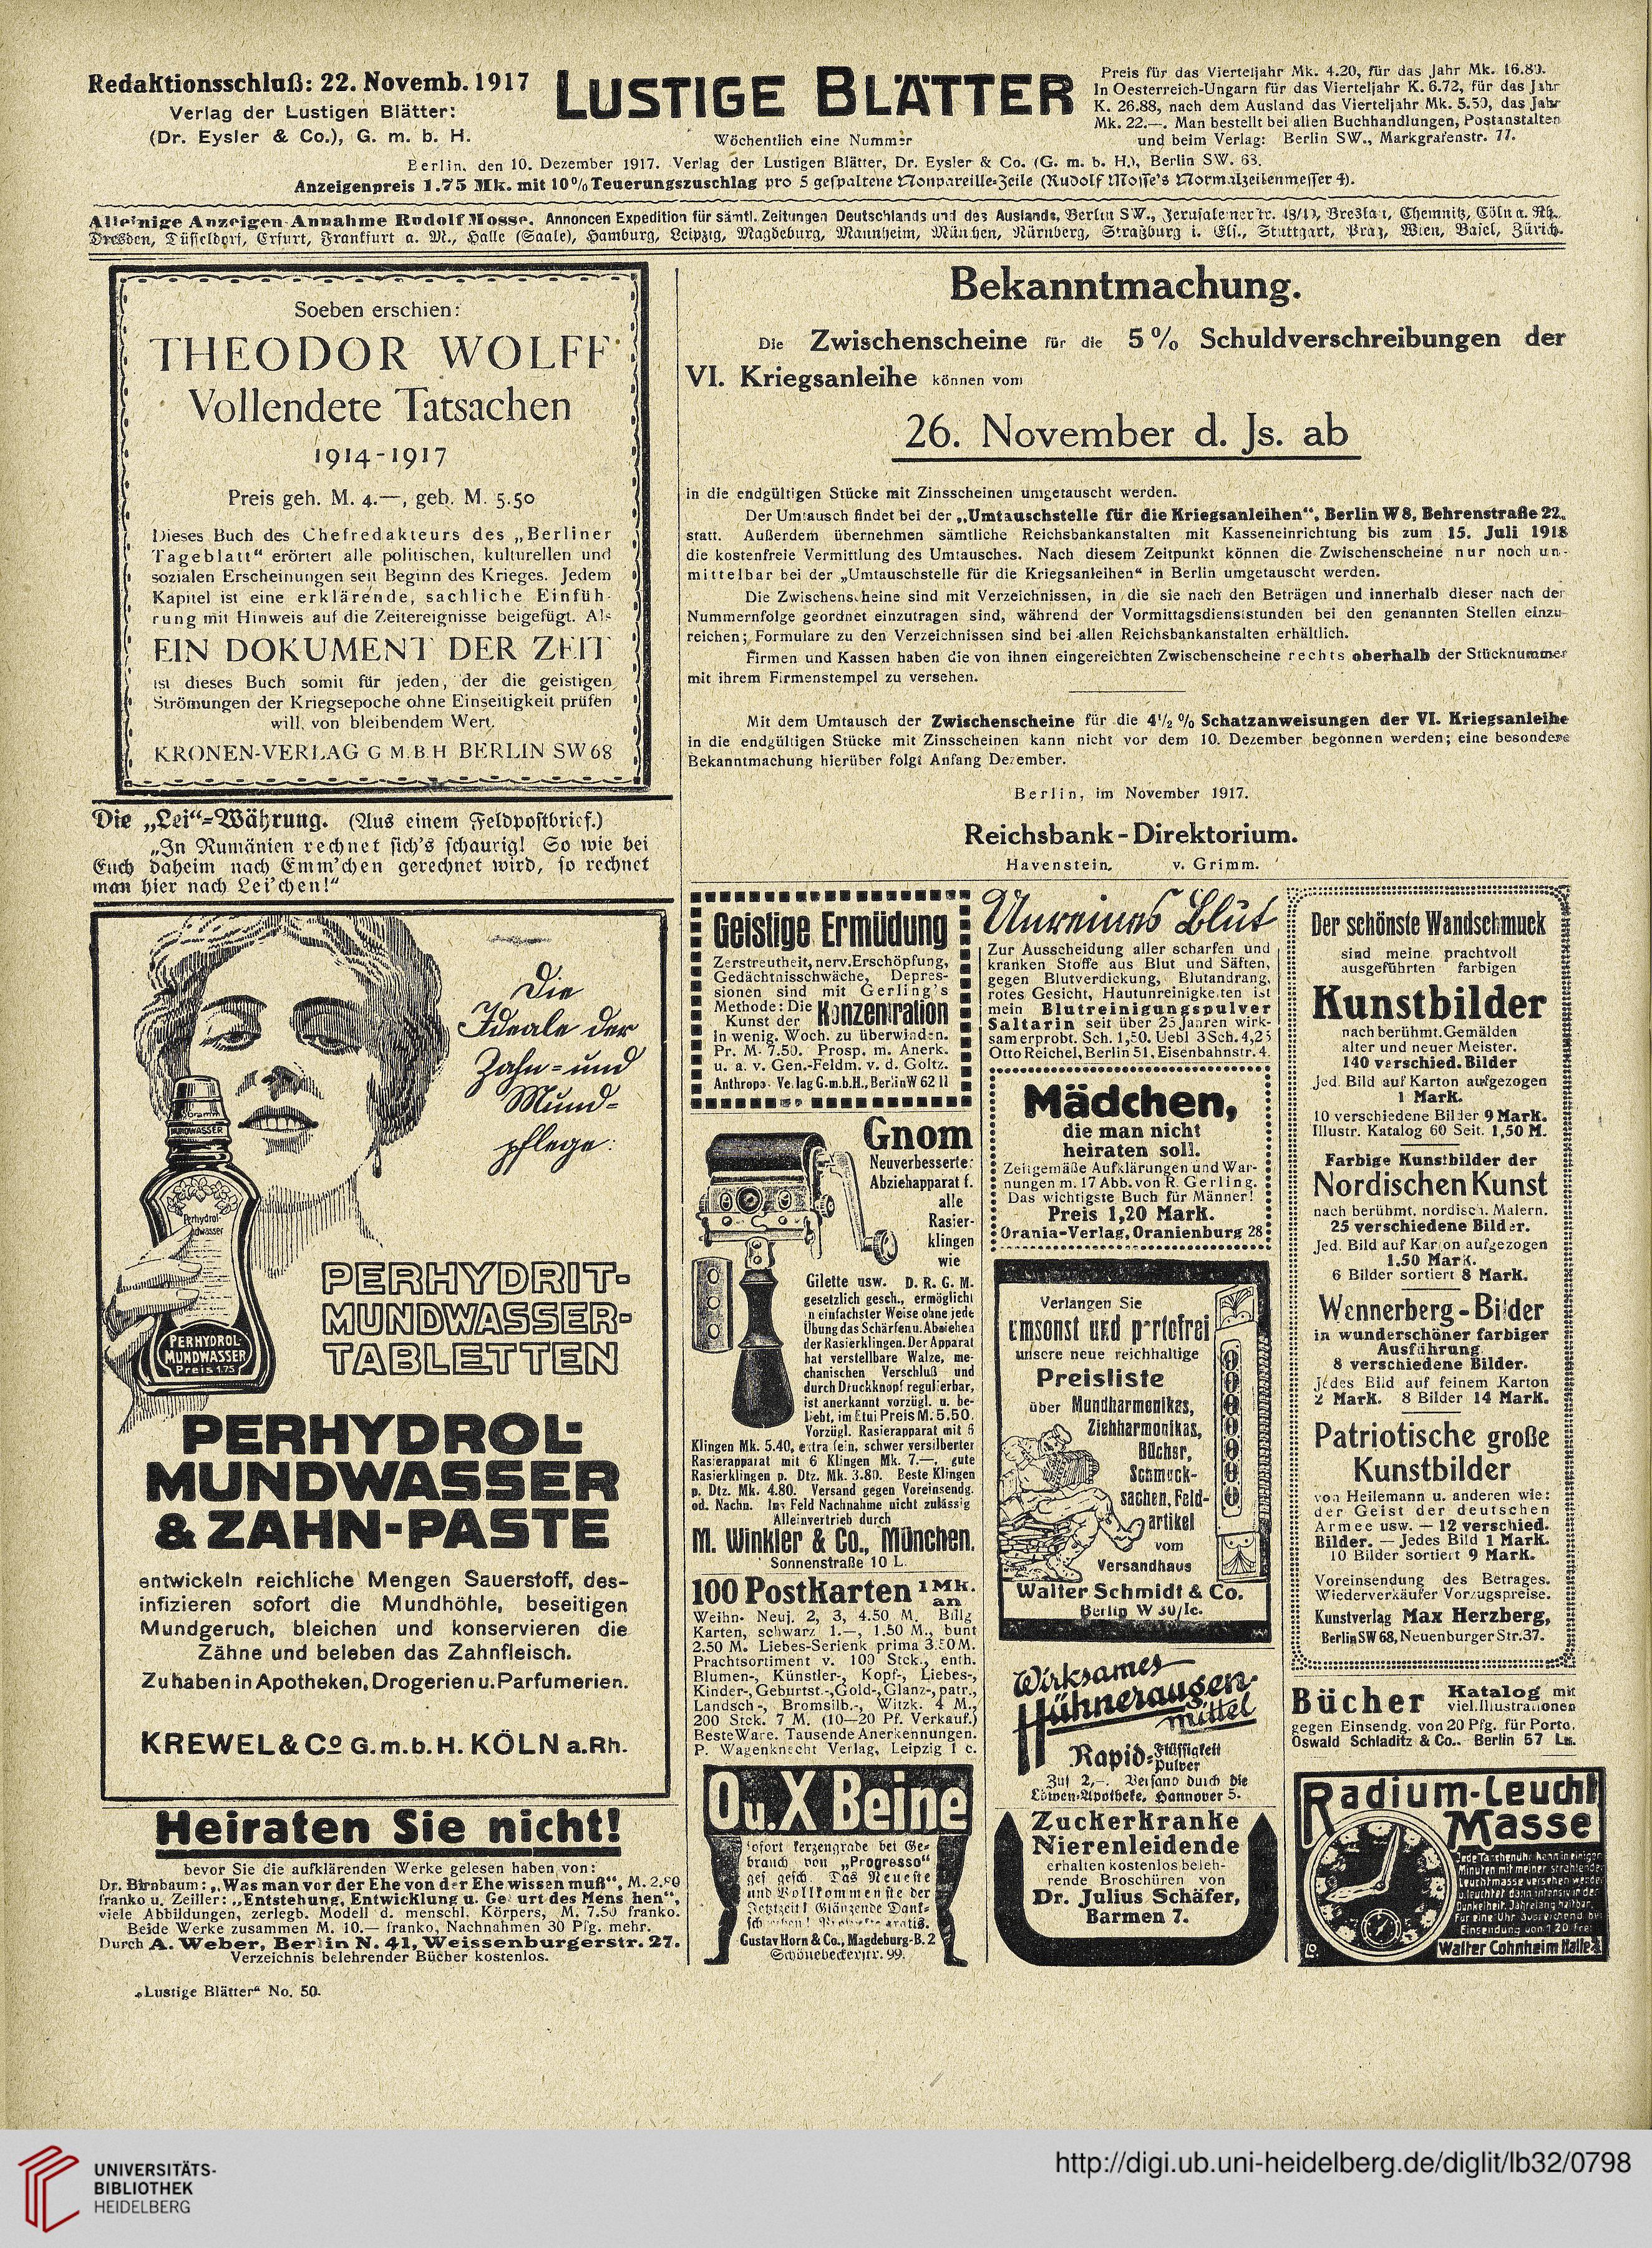 Redaktionsschluß: 22. Novemb. 1917
Verlag der Lustigen Blätter:
(Dr. Eysler & Co.), G. m. b. H.
LUSTIGE BLÄTTER
Wöchentlich eine Nummer
Preis für das Vierteljahr Mk. 4.20, für das Jahr Mk. 16.80.
In Oesterreich-Ungarn für das Vierteljahr K. 6.72, für das Jahr
K. 26.88, nach dem Ausland das Vierteljahr Mk. 5.50, das Jahr
Mk. 22.—. Man bestellt bei allen Buchhandlungen, Postanstalten
und beim Verlag: Berlin SW., Markgrafenstr. 77.
Berlin, den 10. Dezember 1917. Verlag der Lustigen Blätter, Dr. Eysler & Co. (G. m. b. H.), Berlin SW. 68.
Anzeigenpreis 1.75 Mk. mit 10% Teuerungszuschlag pro 5 gespaltene Nonpareille-Zeile (Rudolf Mosse's Normalzeilenmesser 4).
Alleinige Anzeigen-Annahme Rudolf Mosse, Annoncen Expedition für sämtl. Zeitungen Deutschlands und des Auslands, Berlin SW., Jerusalemerstr. 48/49, Breslau, Chemnitz, Cöln a. Rh.,
Dresden, Düsseldorf, Erfurt, Frankfurt a. M., Halle (Saale), Hamburg, Leipzig, Magdeburg, Mannheim, München, Nürnberg, Straßburg i. Els., Stuttgart, Prag, Wien, Basel, Zürich.
Soeben erschien:
THEODOR WOLFF
Vollendete Tatsachen
1914-1917
Preis geh. M. 4.—, geb. M. 5.50
Dieses Buch des Chefredakteurs des „Berliner
Tageblatt“ erörtert alle politischen, kulturellen und
sozialen Erscheinungen seit Beginn des Krieges. Jedem
Kapitel ist eine erklärende, sachliche Einfüh-
rung mit Hinweis auf die Zeitereignisse beigefügt. Als
EIN DOKUMENT DER ZEIT
ist dieses Buch somit für jeden, der die geistigen
Strömungen der Kriegsepoche ohne Einseitigkeit prüfen
will, von bleibendem Wert.
KRONEN-VERLAG G.M.B.H BERLIN SW 68
Die „Lei“-Währung. (Aus einem Feldpostbrief.)
„In Rumänien rechnet sich's schaurig! So wie bei
Euch daheim nach Emm'chen gerechnet wird, so rechnet
man hier nach Lei'chen!“
Die
Ideale der
Zahn- und
Mund-
pflege:
MUNDWASSER
Perhydrol-
PERHYDROL-
MUNDWASSER
Preis 1.75
PERHYDRIT-
MUNDWASSER-
TABLETTEN
PERHYDROL-
MUNDWASSER
& ZAHN-PASTE
entwickeln reichliche Mengen Sauerstoff, des-
infizieren sofort die Mundhöhle, beseitigen
Mundgeruch, bleichen und konservieren die
Zähne und beleben das Zahnfleisch.
Zu haben in Apotheken, Drogerien u. Parfumerien.
KREWEL & Co G.m.b.H. KÖLN a.Rh.
Heiraten Sie nicht!
bevor Sie die aufklärenden Werke gelesen haben von:
Dr. Birnbaum: „Was man vor der Ehe von der Ehe wissen muß“, M. 2.80
franko u. Zeiller: „Entstehung, Entwicklung u. Geburt des Menschen“,
viele Abbildungen, zerlegb. Modell d. menschl. Körpers, M. 7.50 franko.
Beide Werke zusammen M. 10.— franko, Nachnahmen 30 Pfg. mehr.
Durch A. Weber, Berlin N. 41, Weissenburgerstr. 27.
Verzeichnis belehrender Bücher kostenlos.
„Lustige Blätter“ No. 50.
Bekanntmachung.
Die Zwischenscheine für die 5% Schuldverschreibungen der
VI. Kriegsanleihe können vom
26. November d. Js. ab
in die endgültigen Stücke mit Zinsscheinen umgetauscht werden.
Der Umtausch findet bei der „Umtauschstelle für die Kriegsanleihen“, Berlin W 8, Behrenstraße 22,
statt. Außerdem übernehmen sämtliche Reichsbankanstalten mit Kasseneinrichtung bis zum 15. Juli 1918
die kostenfreie Vermittlung des Umtausches. Nach diesem Zeitpunkt können die Zwischenscheine nur noch un-
mittelbar bei der „Umtauschstelle für die Kriegsanleihen“ in Berlin umgetauscht werden.
Die Zwischenscheine sind mit Verzeichnissen, in die sie nach den Beträgen und innerhalb dieser nach der
Nummernfolge geordnet einzutragen sind, während der Vormittagsdienststunden bei den genannten Stellen einzu-
reichen; Formulare zu den Verzeichnissen sind bei allen Reichsbankanstalten erhältlich.
Firmen und Kassen haben die von ihnen eingereichten Zwischenscheine rechts oberhalb der Stücknummer
mit ihrem Firmenstempel zu versehen.
Mit dem Umtausch der Zwischenscheine für die 4½% Schatzanweisungen der VI. Kriegsanleihe
in die endgültigen Stücke mit Zinsscheinen kann nicht vor dem 10. Dezember begonnen werden; eine besondere
Bekanntmachung hierüber folgt Anfang Dezember.
Berlin, im November 1917.
Reichsbank-Direktorium.
Havenstein. v. Grimm.
Geistige Ermüdung
Zerstreutheit, nerv. Erschöpfung,
Gedächtnisschwäche, Depres-
sionen sind mit Gerling's
Methode: Die
Kunst der Konzentration
in wenig. Woch. zu überwinden.
Pr. M. 7.50. Prosp. m. Anerk.
u. a. v. Gen.-Feldm. v. d. Goltz.
Anthropos-Verlag G.m.b.H., Berlin W 62 11
Gnom
Neuverbesserter
Abziehapparat f.
alle
Rasier-
klingen
wie
Gilette usw. D. R. G. M.
gesetzlich gesch., ermöglicht
in einfachster Weise ohne jede
Übung das Schärfen u. Abziehen
der Rasierklingen. Der Apparat
hat verstellbare Walze, me-
chanischen Verschluß und
durch Druckknopf regulierbar,
ist anerkannt vorzügl. u. be-
liebt, im Etui Preis M. 5.50.
Vorzügl. Rasierapparat mit 6
Klingen Mk. 5.40, extra fein, schwer versilberter
Rasierapparat mit 6 Klingen Mk. 7.—, gute
Rasierklingen p. Dtz. Mk. 3.80. Beste Klingen
p. Dtz. Mk. 4.80. Versand gegen Voreinsendg.
od. Nachn. Ins Feld Nachnahme nicht zulässig
Alleinvertrieb durch
M. Winkler & Co., München.
Sonnenstraße 10 L.
100 Postkarten 1 Mk. an
Weihn- Neuj. 2, 3, 4.50 M. Billg
Karten, schwarz 1.—, 1.50 M., bunt
2.50 M. Liebes-Serienk prima 3.50 M.
Prachtsortiment v. 100 Stck., enth.
Blumen-, Künstler-, Kopf-, Liebes-,
Kinder-, Geburtst.-, Gold-, Glanz-, patr.,
Landsch-, Bromsilb.-, Witzk. 4 M.,
200 Stck. 7 M. (10—20 Pf. Verkauf.)
Beste Ware. Tausende Anerkennungen.
P. Wagenknecht Verlag, Leipzig 1 c.
O u. X Beine
sofort kerzengrade bei Ge-
brauch von „Progresso“
ges. gesch. Das Neueste
und Vollkommenste der
Jetztzeit! Glänzende Dank-
gratis.
Gustav Horn & Co., Magdeburg-B. 2
Schönebeckerstr. 99.
Unreines Blut
Zur Ausscheidung aller scharfen und
kranken Stoffe aus Blut und Säften,
gegen Blutverdickung, Blutandrang,
rotes Gesicht, Hautunreinigkeiten ist
mein Blutreinigungspulver
Saltarin seit über 25 Jahren wirk-
sam erprobt. Sch. 1,50. Uebl 3 Sch. 4,25
Otto Reichel, Berlin 51, Eisenbahnstr. 4.
Mädchen,
die man nicht
heiraten soll.
Zeitgemäße Aufklärungen und War-
nungen m. 17 Abb. von R. Gerling.
Das wichtigste Buch für Männer!
Preis 1,20 Mark.
Orania-Verlag, Oranienburg 28
Verlangen Sie
umsonst und portofrei
unsere neue reichhaltige
Preisliste
über Mundharmonikas,
Ziehharmonikas,
Bücher,
Schmuck-
sachen, Feld-
artikel
vom
Versandhaus
Walter Schmidt & Co.
Berlin W 30/Ic.
Wirksames
Hühneraugen-
mittel
Rapid-Flüssigkeit
Pulver
Zus. 2,—. Versand durch die
Löwen-Apotheke, Hannover 5.
Zuckerkranke
Nierenleidende
erhalten kostenlos beleh-
rende Broschüren von
Dr. Julius Schäfer,
Barmen 7.
Der schönste Wandschmuck
sind meine prachtvoll
ausgeführten farbigen
Kunstbilder
nach berühmt. Gemälden
alter und neuer Meister.
140 verschied. Bilder
Jed. Bild auf Karton aufgezogen
1 Mark.
10 verschiedene Bilder 9 Mark.
Illustr. Katalog 60 Seit. 1,50 M.
Farbige Kunstbilder der
Nordischen Kunst
nach berühmt. nordisch. Malern.
25 verschiedene Bilder.
Jed. Bild auf Karton aufgezogen
1.50 Mark.
6 Bilder sortiert 8 Mark.
Wennerberg-Bilder
in wunderschöner farbiger
Ausführung
8 verschiedene Bilder.
Jedes Bild auf feinem Karton
2 Mark. 8 Bilder 14 Mark.
Patriotische große
Kunstbilder
von Heilemann u. anderen wie:
der Geist der deutschen
Armee usw. — 12 verschied.
Bilder. — Jedes Bild 1 Mark.
10 Bilder sortiert 9 Mark.
Voreinsendung des Betrages.
Wiederverkäufer Vorzugspreise.
Kunstverlag Max Herzberg,
Berlin SW 68, Neuenburger Str. 37.
Bücher Katalog mit
viel. Illustrationen
gegen Einsendg. von 20 Pfg. für Porto.
Oswald Schladitz & Co.. Berlin 57 Lm.
Radium-Leucht
Masse
Jede Taschenuhr kann in einigen
Minuten mit meiner strahlenden
Leuchtmasse versehen werden
u. leuchtet dann intensiv in der
Dunkelheit. Jahrelang haltbar.
Für eine Uhr ausreichend bei
Einsendung von 1.20 frei
Walter Cohnheim Halle
UNIVERSITÄTS-
BIBLIOTHEK
HEIDELBERG
http://digi.ub.uni-heidelberg.de/diglit/lb32/0798